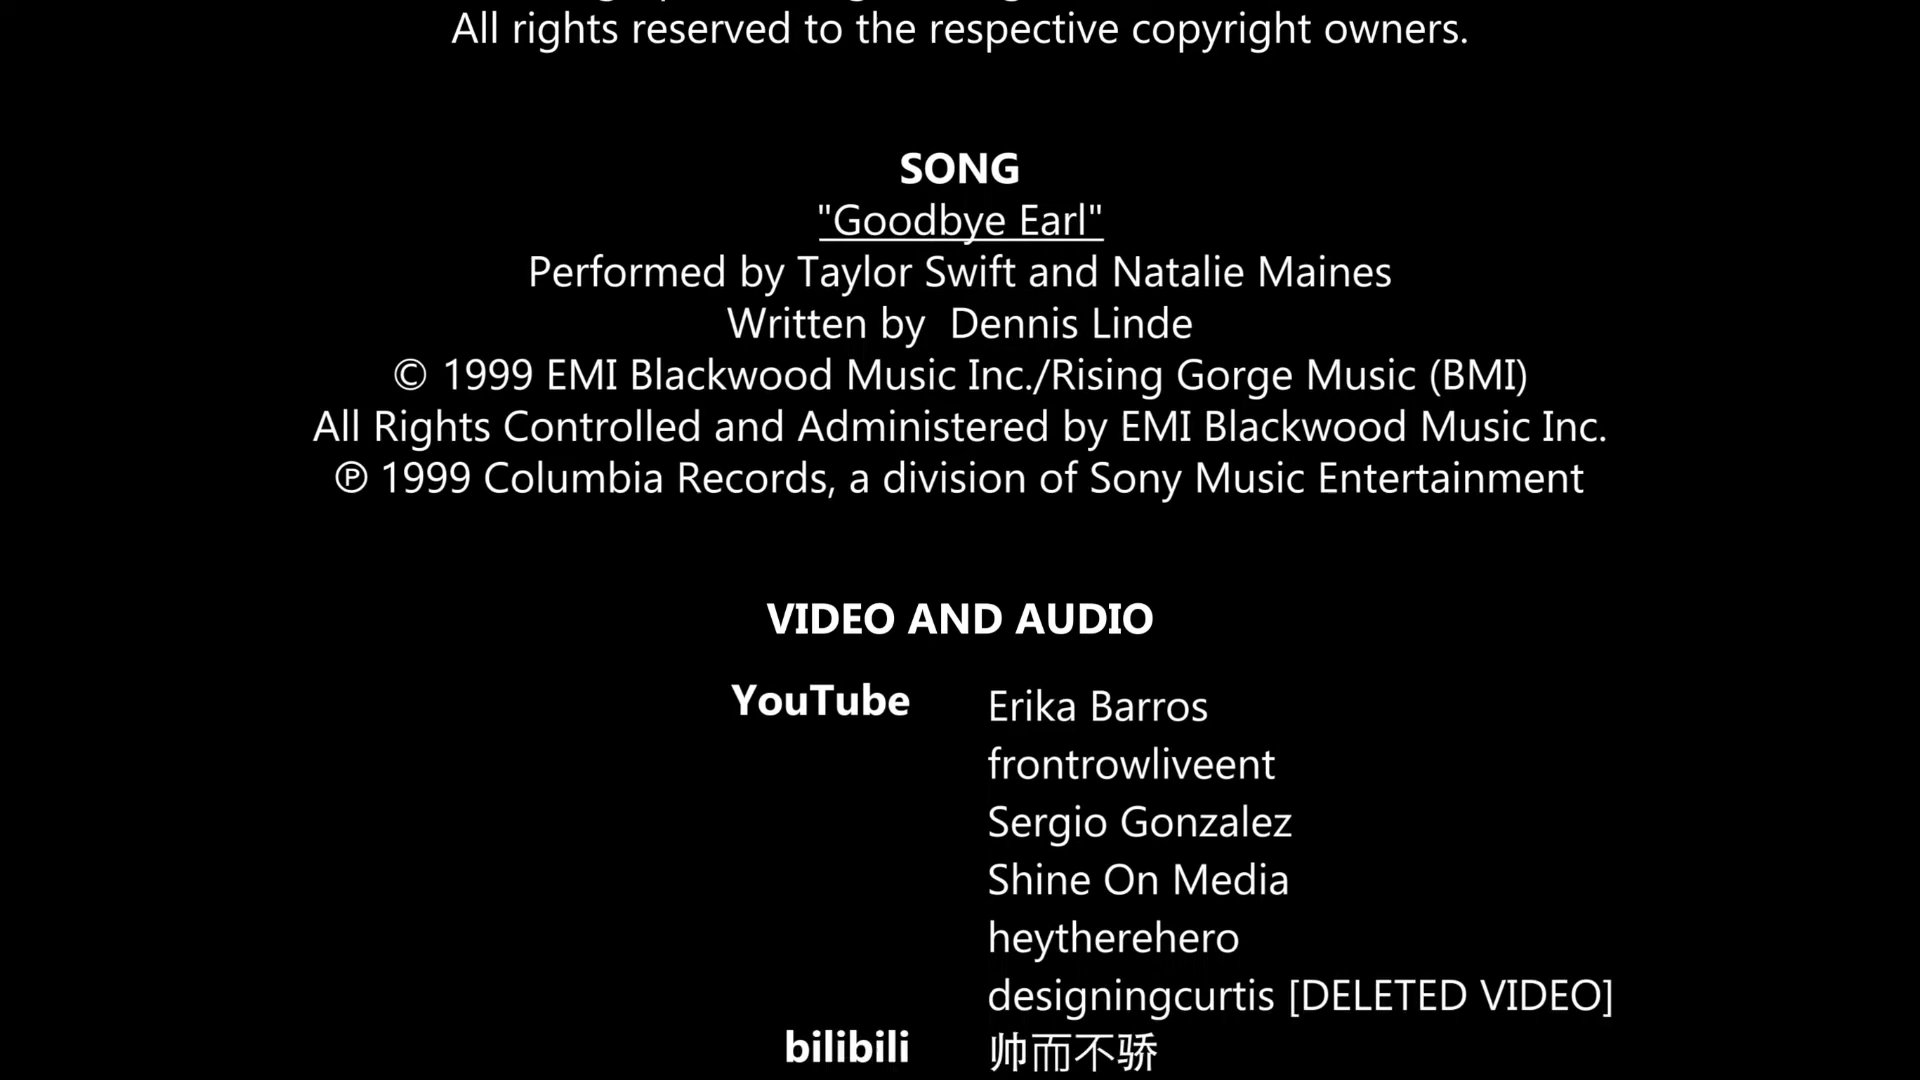 All rights reserved to the respective copyright owners.
SONG
"Goodbye Earl"
Performed by Taylor Swift and Natalie Maines
Written by  Dennis Linde
© 1999 EMI Blackwood Music Inc./Rising Gorge Music (BMI)
All Rights Controlled and Administered by EMI Blackwood Music Inc.
℗ 1999 Columbia Records, a division of Sony Music Entertainment
VIDEO AND AUDIO
YouTube Erika Barros
frontrowliveent
Sergio Gonzalez
Shine On Media
heytherehero
designingcurtis [DELETED VIDEO]
bilibili 帅而不骄